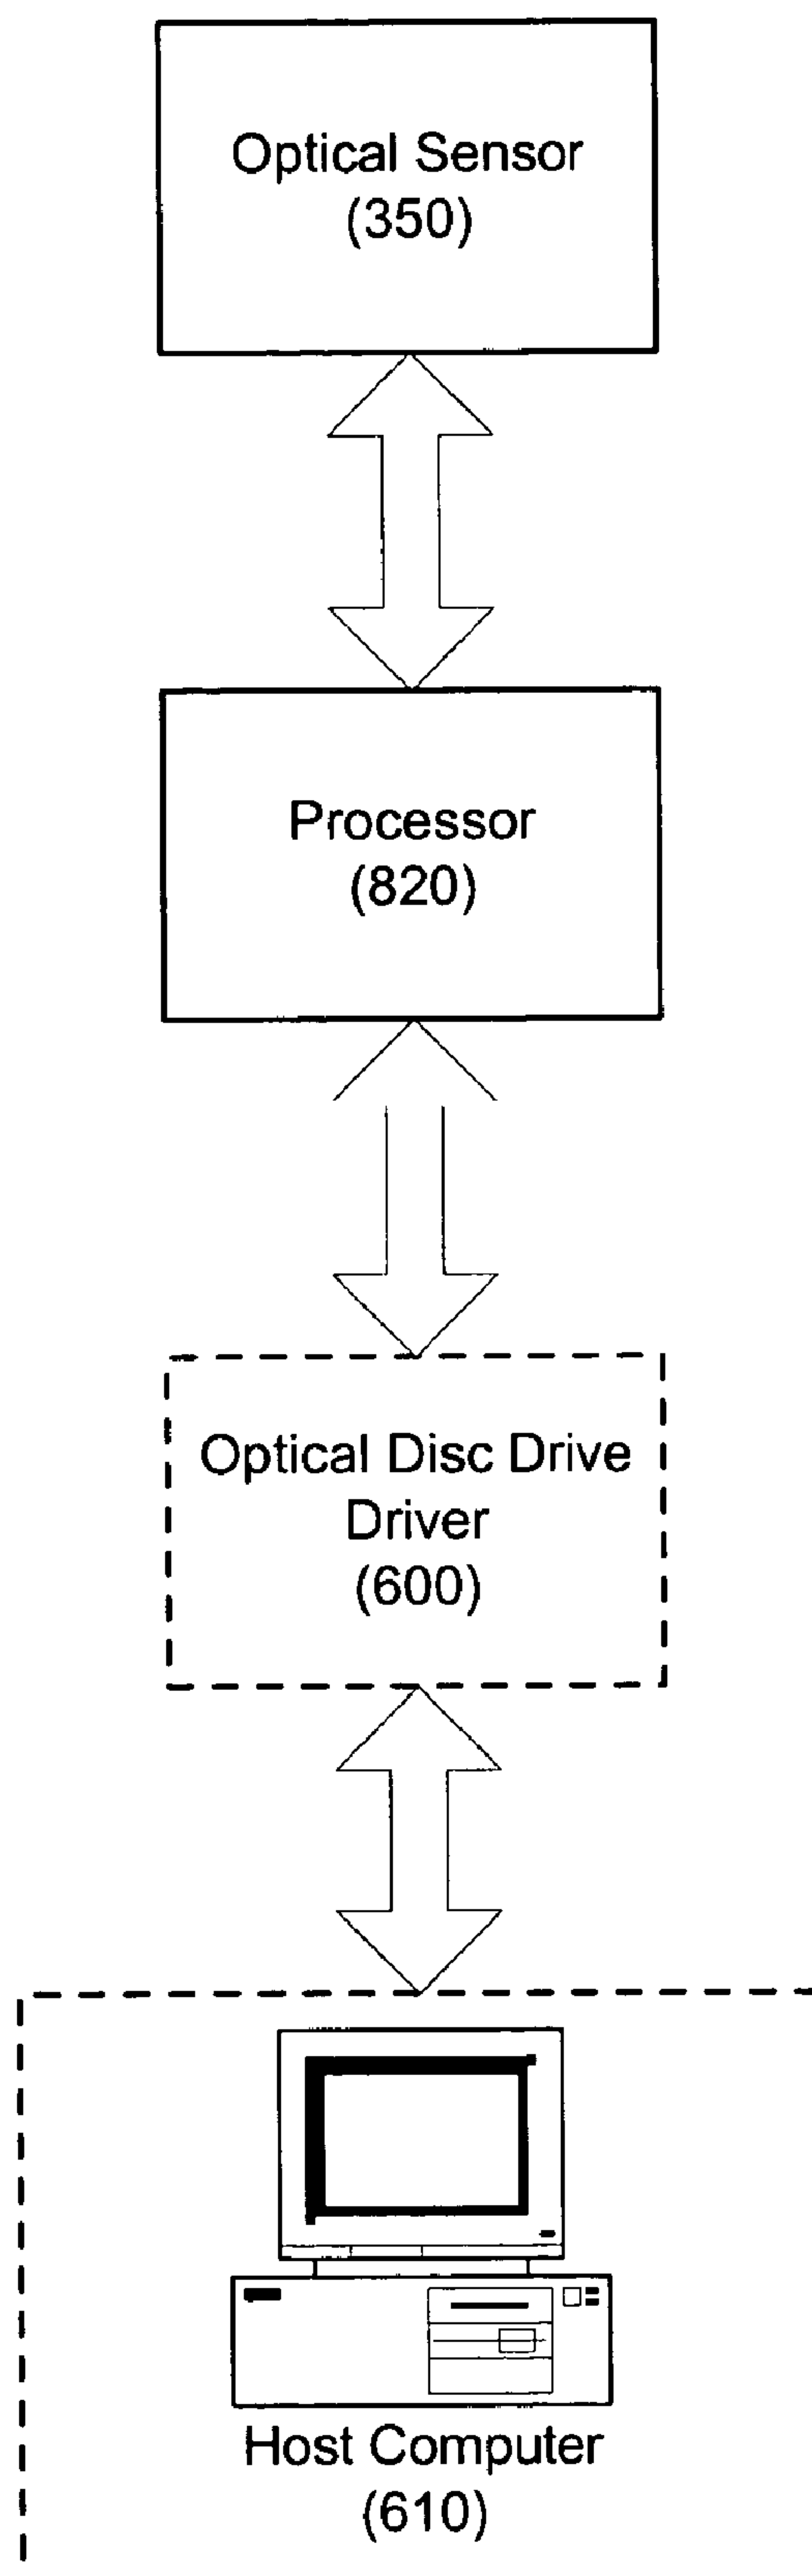 Optical Sensor
(350)
Processor
(820)
Optical Disc Drive
Driver
(600)
Host Computer
(610)